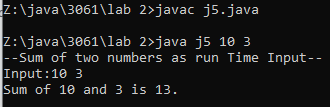 Z:\java\3061\lab 2>javac j5.java
Z:\java\3061\lab 2>java j5 10 3
--Sum of two numbers as run Time Input--
Input:10 3
Sum of 10 and 3 is 13.